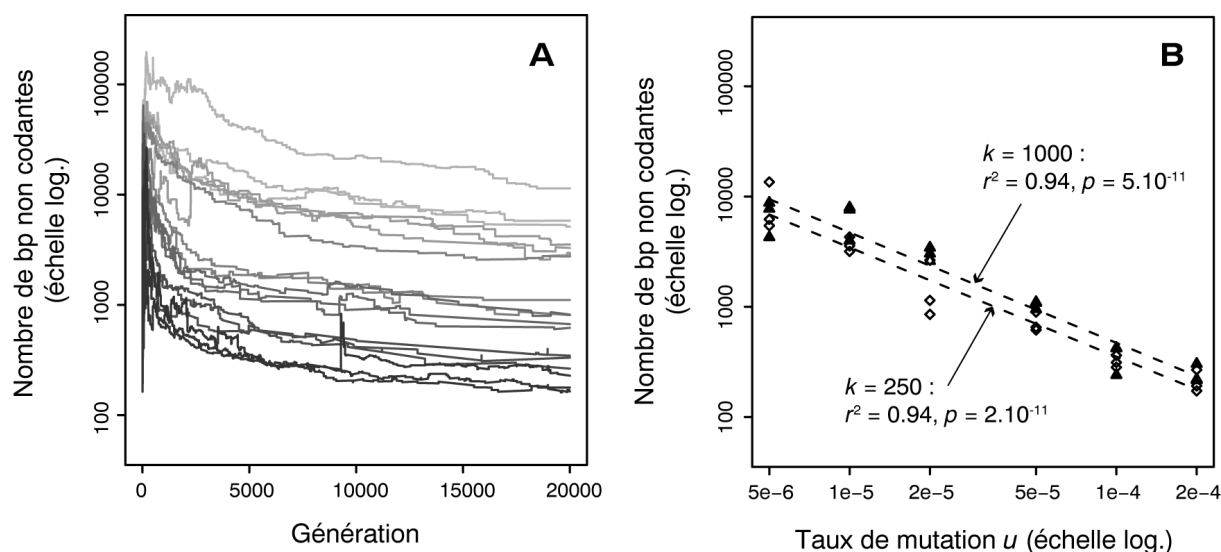 A
Nombre de bp non codantes
(échelle log.)
100000
10000
1000
100
0
5000
10000
15000
20000
Génération
B
Nombre de bp non codantes
(échelle log.)
100000
10000
1000
100
k = 1000 :
r² = 0.94, p = 5.10⁻¹¹
k = 250 :
r² = 0.94, p = 2.10⁻¹¹
5e-6
1e-5
2e-5
5e-5
1e-4
2e-4
Taux de mutation u (échelle log.)